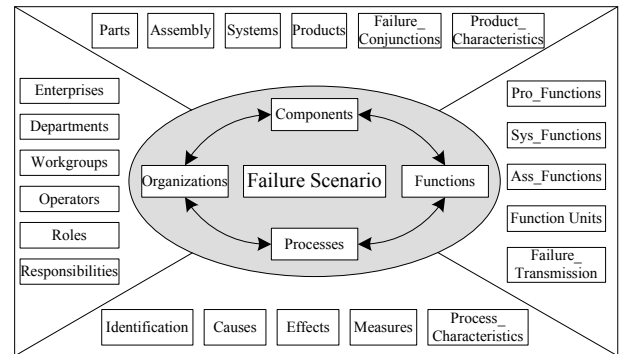 Parts
Assembly
Systems
Products
Failure_
Conjunctions
Product_
Characteristics
Enterprises
Departments
Workgroups
Operators
Roles
Responsibilities
Components
Organizations
Failure Scenario
Functions
Processes
Pro_Functions
Sys_Functions
Ass_Functions
Function Units
Failure_
Transmission
Identification
Causes
Effects
Measures
Process_
Characteristics